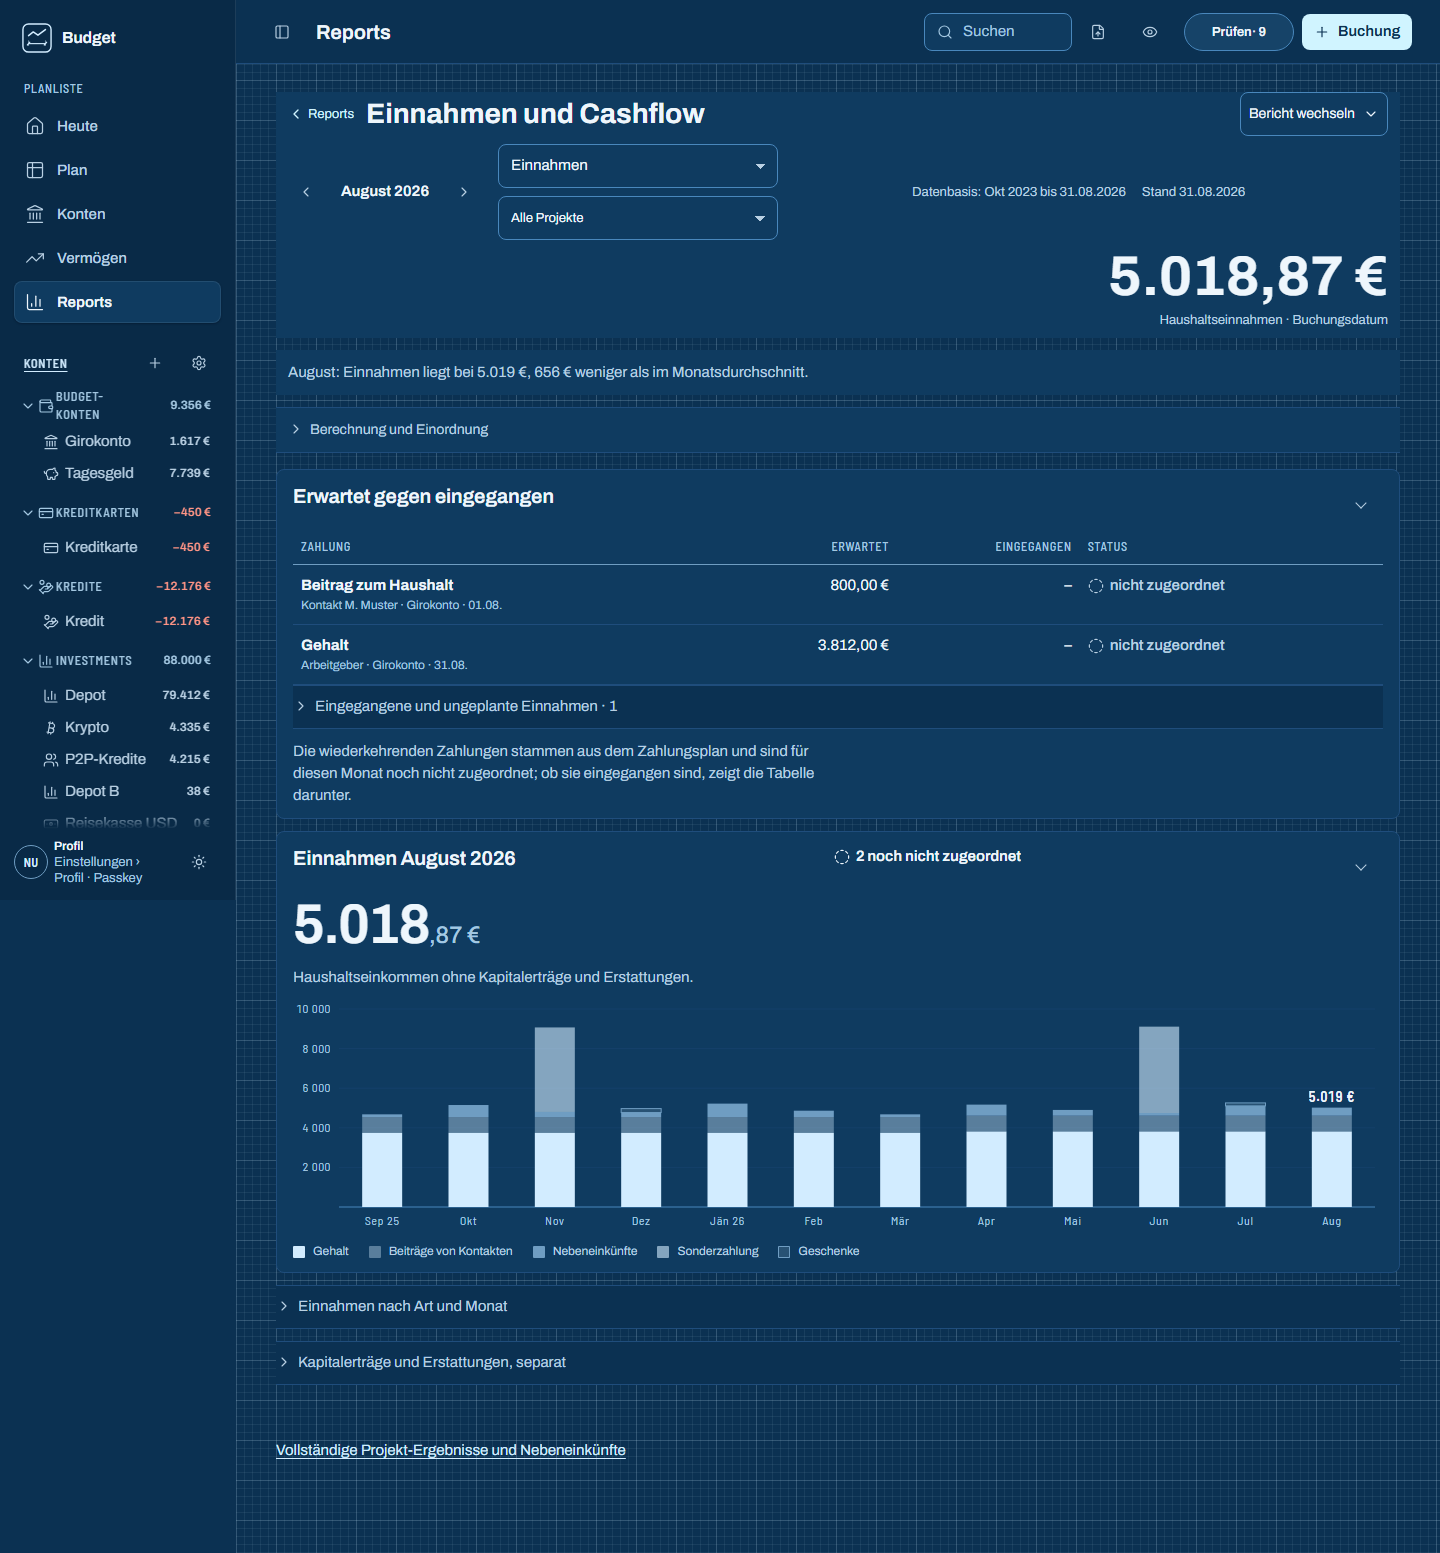 Budget
PLANLISTE
Heute
Plan
Konten
Vermögen
Reports
KONTEN
BUDGET-
KONTEN
9.356 €
Girokonto 1.617 €
Tagesgeld 7.739 €
KREDITKARTEN −450 €
Kreditkarte −450 €
KREDITE −12.176 €
Kredit −12.176 €
INVESTMENTS 88.000 €
Depot 79.412 €
Krypto 4.335 €
P2P-Kredite 4.215 €
Depot B 38 €
Reisekasse USD 0 €
NU
Profil
Einstellungen ›
Profil · Passkey
Reports
Suchen
Prüfen· 9
Buchung
Reports
Einnahmen und Cashflow
Bericht wechseln
August 2026
Einnahmen
Alle Projekte
Datenbasis: Okt 2023 bis 31.08.2026 Stand 31.08.2026
5.018,87 €
Haushaltseinnahmen · Buchungsdatum
August: Einnahmen liegt bei 5.019 €, 656 € weniger als im Monatsdurchschnitt.
Berechnung und Einordnung
Erwartet gegen eingegangen
ZAHLUNG ERWARTET EINGEGANGEN STATUS
Beitrag zum Haushalt 800,00 € – nicht zugeordnet
Kontakt M. Muster · Girokonto · 01.08.
Gehalt 3.812,00 € – nicht zugeordnet
Arbeitgeber · Girokonto · 31.08.
Eingegangene und ungeplante Einnahmen · 1
Die wiederkehrenden Zahlungen stammen aus dem Zahlungsplan und sind für
diesen Monat noch nicht zugeordnet; ob sie eingegangen sind, zeigt die Tabelle
darunter.
Einnahmen August 2026
2 noch nicht zugeordnet
5.018,87 €
Haushaltseinkommen ohne Kapitalerträge und Erstattungen.
10 000
8 000
6 000
4 000
2 000
5.019 €
Sep 25 Okt Nov Dez Jän 26 Feb Mär Apr Mai Jun Jul Aug
Gehalt Beiträge von Kontakten Nebeneinkünfte Sonderzahlung Geschenke
Einnahmen nach Art und Monat
Kapitalerträge und Erstattungen, separat
Vollständige Projekt-Ergebnisse und Nebeneinkünfte